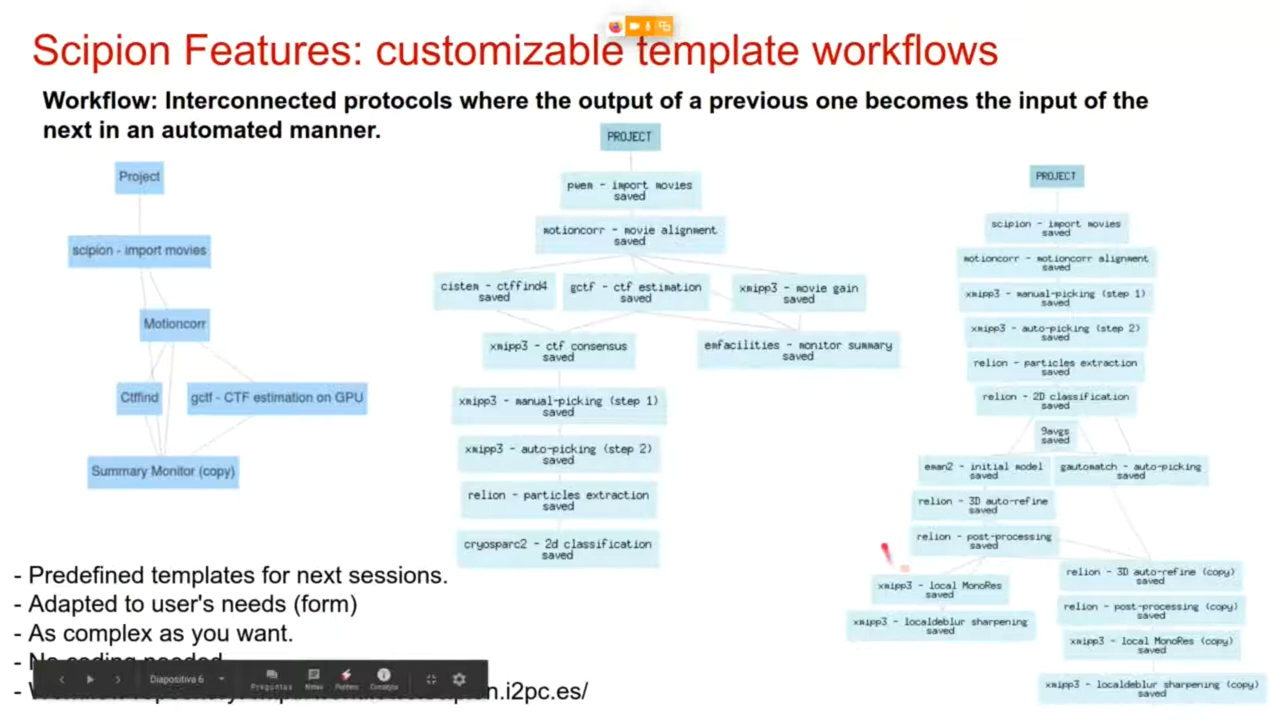 Scipion Features: customizable template workflows
Workflow: Interconnected protocols where the output of a previous one becomes the input of the
next in an automated manner.
Project
scipion - import movies
Motioncorr
Ctffind
gctf - CTF estimation on GPU
Summary Monitor (copy)
PROJECT
pwem - import movies
saved
motioncorr - movie alignment
saved
cistem - ctffind4
saved
gctf - ctf estimation
saved
xmipp3 - movie gain
saved
xmipp3 - ctf consensus
saved
emfacilities - monitor summary
saved
xmipp3 - manual-picking (step 1)
saved
xmipp3 - auto-picking (step 2)
saved
relion - particles extraction
saved
cryosparc2 - 2d classification
saved
PROJECT
scipion - import movies
saved
motioncorr - motioncorr alignment
saved
xmipp3 - manual-picking (step 1)
saved
xmipp3 - auto-picking (step 2)
saved
relion - particles extraction
saved
relion - 2D classification
saved
9avgs
saved
eman2 - initial model
saved
gautomatch - auto-picking
saved
relion - 3D auto-refine
saved
relion - post-processing
saved
xmipp3 - local MonoRes
saved
xmipp3 - localdeblur sharpening
saved
relion - 3D auto-refine (copy)
saved
relion - post-processing (copy)
saved
xmipp3 - local MonoRes (copy)
saved
xmipp3 - localdeblur sharpening (copy)
saved
- Predefined templates for next sessions.
- Adapted to user's needs (form)
- As complex as you want.
- No coding needed
- n.i2pc.es/
Diapositiva 6
Preguntas
Notas
Puntero
Consejos